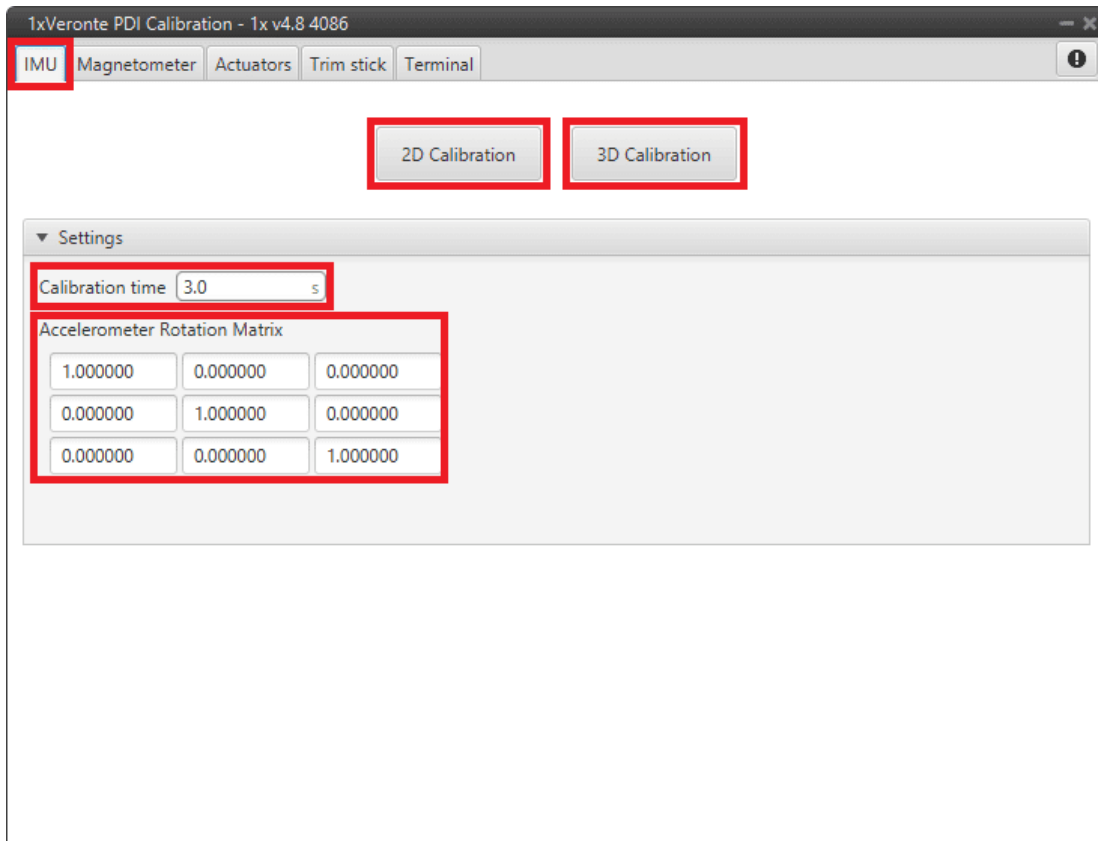 1xVeronte PDI Calibration - 1x v4.8 4086
IMU Magnetometer Actuators Trim stick Terminal
2D Calibration 3D Calibration
Settings
Calibration time 3.0 s
Accelerometer Rotation Matrix
1.000000 0.000000 0.000000
0.000000 1.000000 0.000000
0.000000 0.000000 1.000000